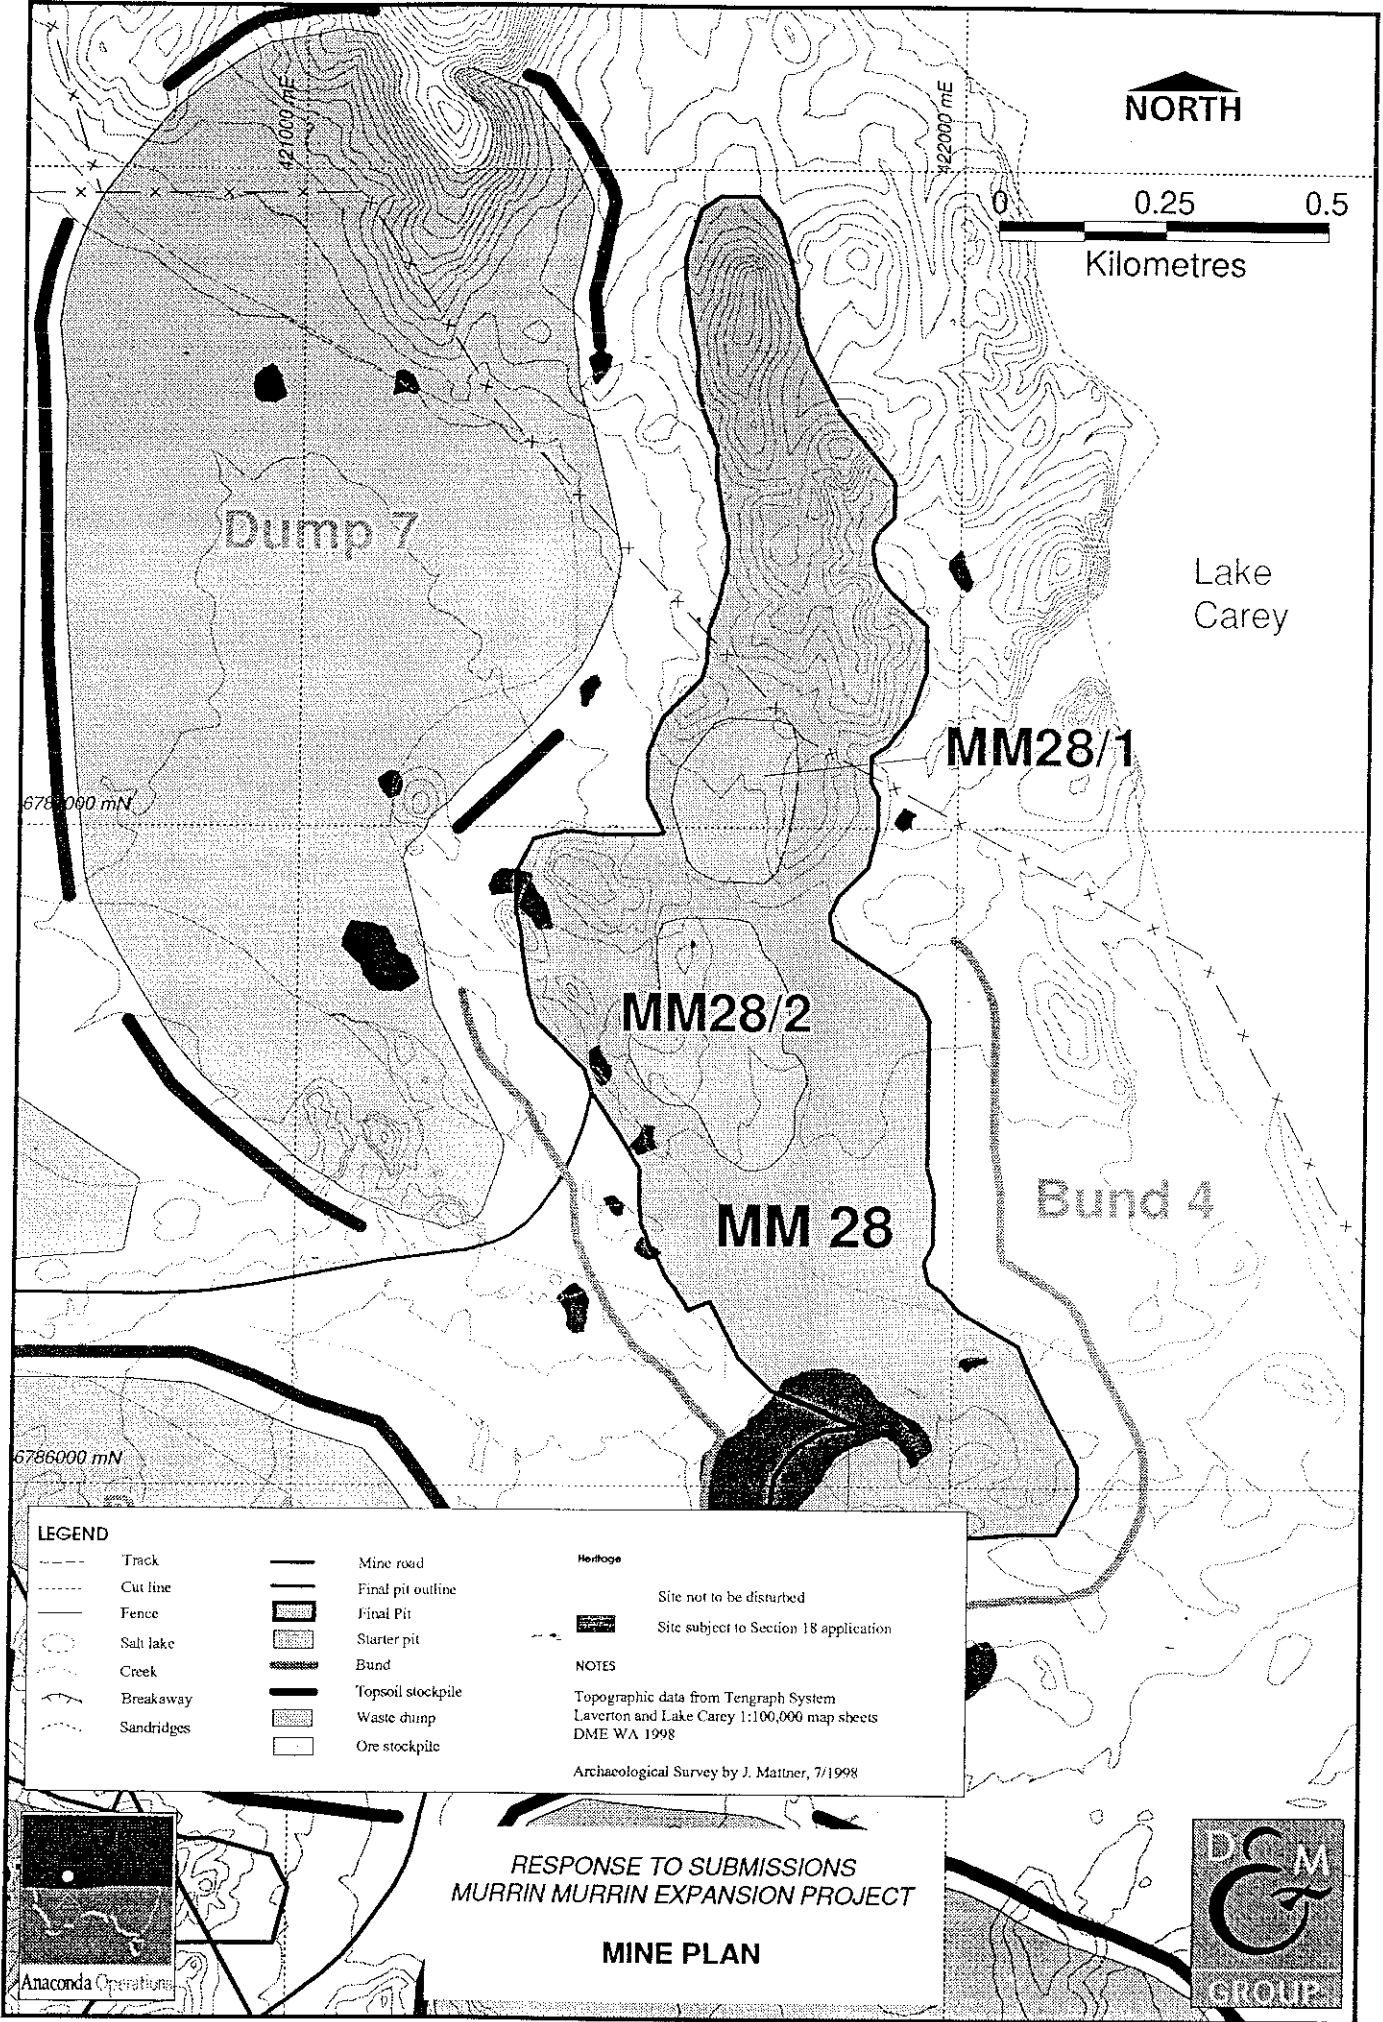 421000 mE
422000 mE
NORTH
0 0.25 0.5
Kilometres
Dump 7
Lake
Carey
MM28/1
000 mN
MM28/2
Bund 4
MM 28
6786000 mN
LEGEND
Track
Cut line
Fence
Salt lake
Creek
Breakaway
Sandridges
Mine road
Final pit outline
Final Pit
Starter pit
Bund
Topsoil stockpile
Waste dump
Ore stockpile
Heritage
Site not to be disturbed
Site subject to Section 18 application
NOTES
Topographic data from Tengraph System
Laverton and Lake Carey 1:100,000 map sheets
DME WA 1998
Archaeological Survey by J. Mattner, 7/1998
Anaconda Operations
RESPONSE TO SUBMISSIONS
MURRIN MURRIN EXPANSION PROJECT
MINE PLAN
D M
GROUP